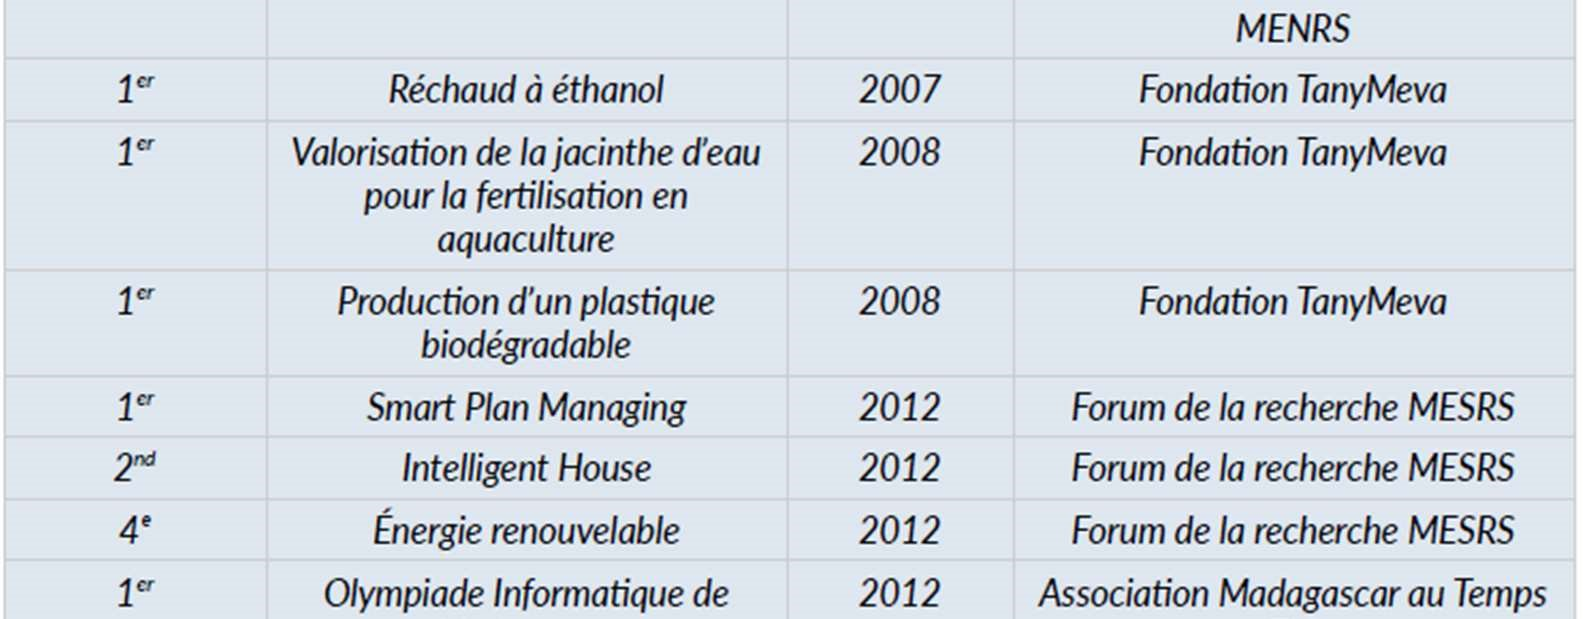 MENRS
1er Réchaud à éthanol 2007 Fondation TanyMeva
1er Valorisation de la jacinthe d’eau 2008 Fondation TanyMeva
pour la fertilisation en
aquaculture
1er Production d’un plastique 2008 Fondation TanyMeva
biodégradable
1er Smart Plan Managing 2012 Forum de la recherche MESRS
2nd Intelligent House 2012 Forum de la recherche MESRS
4e Énergie renouvelable 2012 Forum de la recherche MESRS
1er Olympiade Informatique de 2012 Association Madagascar au Temps